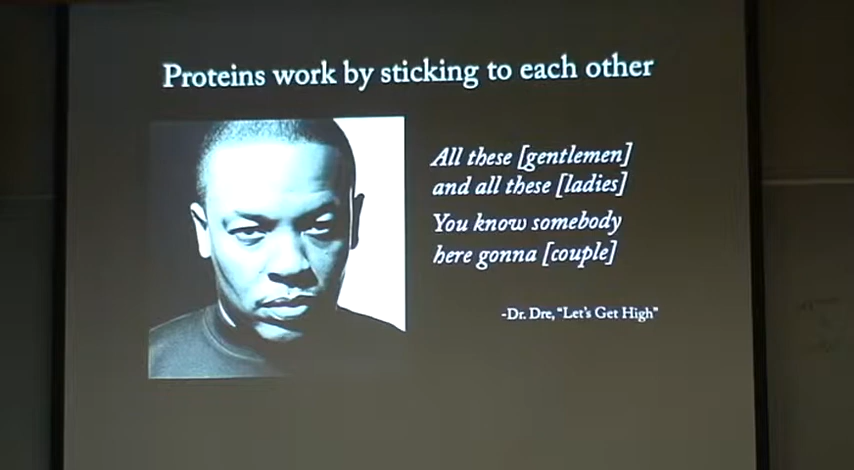 Proteins work by sticking to each other
All these [gentlemen]
and all these [ladies]
You know somebody
here gonna [couple]
-Dr. Dre, "Let's Get High"